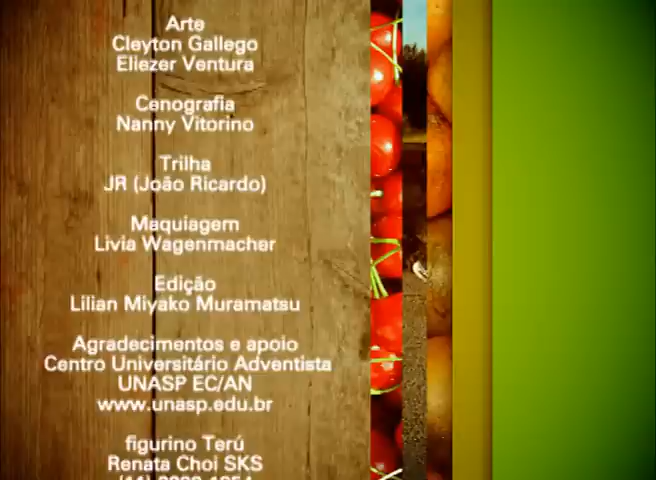 Arte
Cleyton Gallego
Eliezer Ventura
Cenografia
Nanny Vitorino
Trilha
JR (João Ricardo)
Maquiagem
Livia Wagenmacher
Edição
Lilian Miyako Muramatsu
Agradecimentos e apoio
Centro Universitário Adventista
UNASP EC/AN
www.unasp.edu.br
figurino Terú
Renata Choi SKS